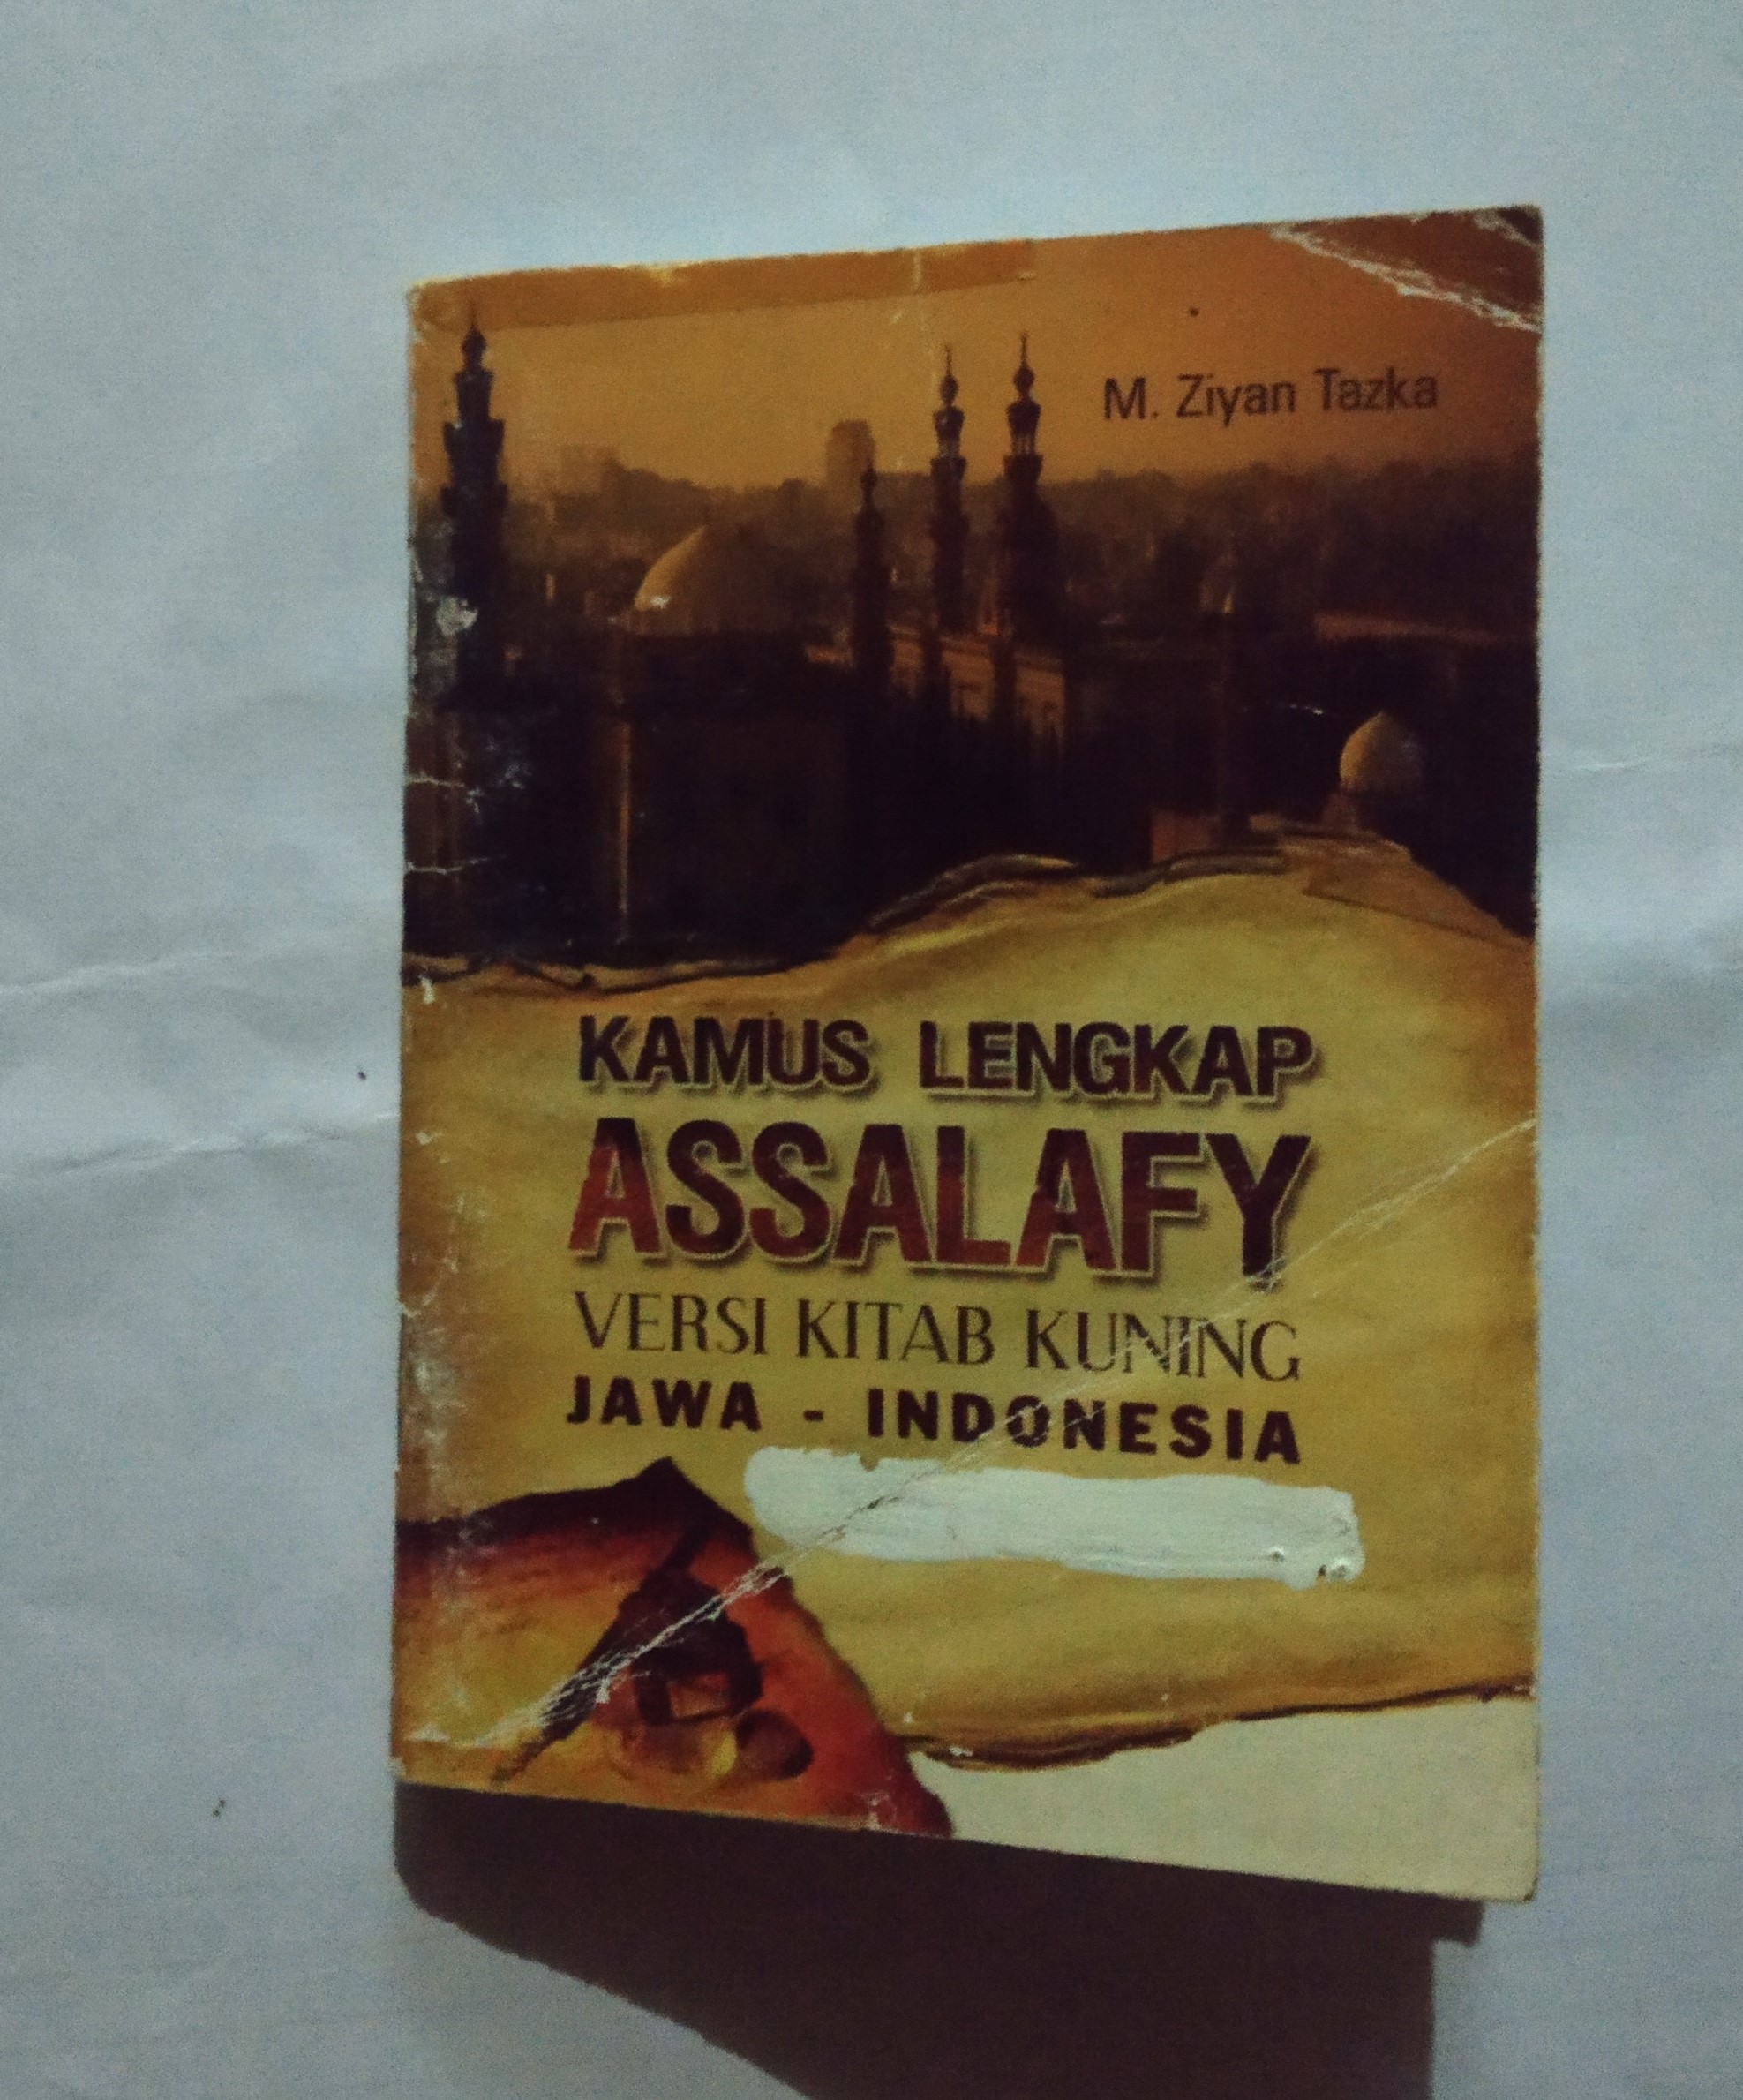 M. Ziyan Tazka
KAMUS LENGKAP
ASSALAFY
VERSI KITAB KUNING
JAWA - INDONESIA